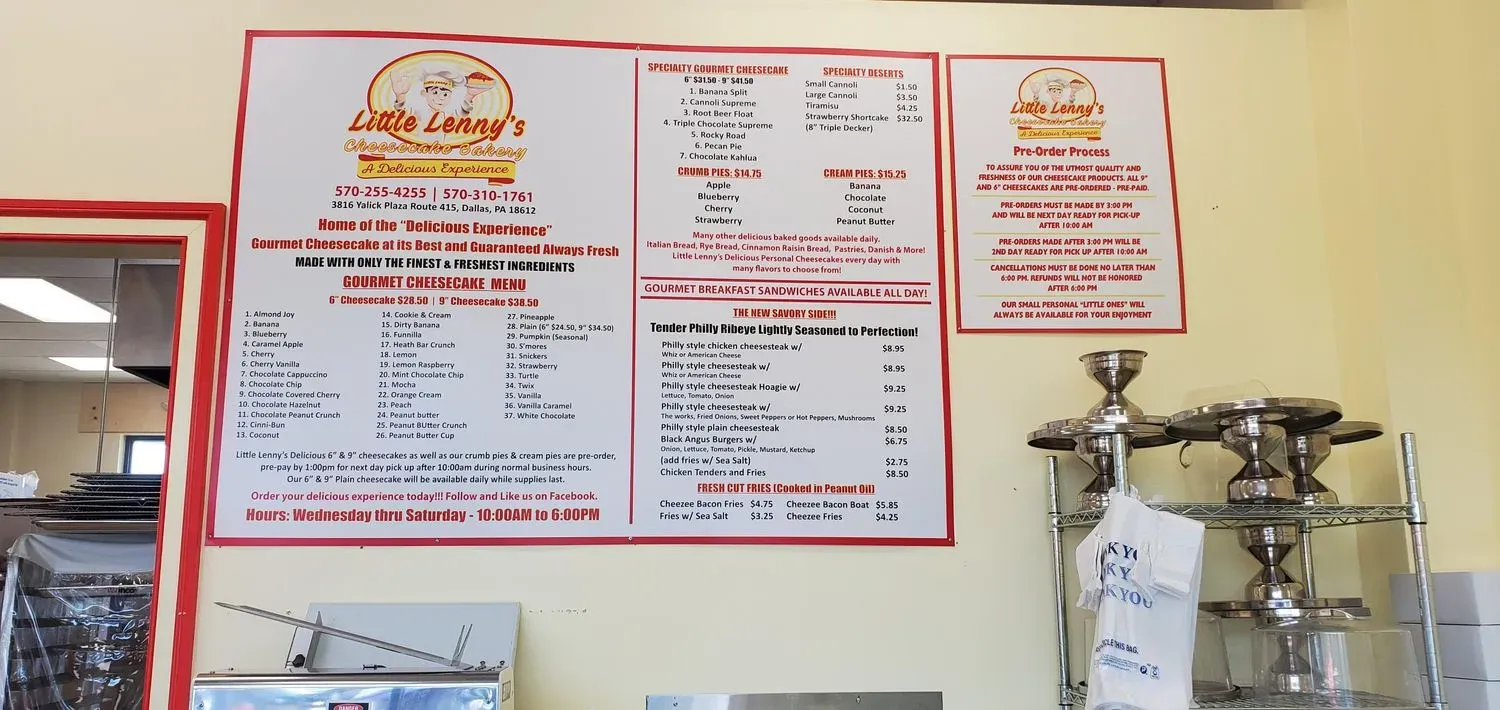 Little Lenny's
Cheesecake Bakery
A Delicious Experience
570-255-4255 | 570-310-1761
3816 Yalick Plaza Route 415, Dallas, PA 18612
Home of the "Delicious Experience"
Gourmet Cheesecake at its Best and Guaranteed Always Fresh
MADE WITH ONLY THE FINEST & FRESHEST INGREDIENTS
GOURMET CHEESECAKE MENU
6" Cheesecake $28.50 | 9" Cheesecake $38.50
1. Almond Joy
2. Banana
3. Blueberry
4. Caramel Apple
5. Cherry
6. Cherry Vanilla
7. Chocolate Cappuccino
8. Chocolate Chip
9. Chocolate Covered Cherry
10. Chocolate Hazelnut
11. Chocolate Peanut Crunch
12. Cinni-Bun
13. Coconut
14. Cookie & Cream
15. Dirty Banana
16. Funnilla
17. Heath Bar Crunch
18. Lemon
19. Lemon Raspberry
20. Mint Chocolate Chip
21. Mocha
22. Orange Cream
23. Peach
24. Peanut butter
25. Peanut BUtter Crunch
26. Peanut Butter Cup
27. Pineapple
28. Plain (6" $24.50, 9" $34.50)
29. Pumpkin (Seasonal)
30. S'mores
31. Snickers
32. Strawberry
33. Turtle
34. Twix
35. Vanilla
36. Vanilla Caramel
37. White Chocolate
Little Lenny's Delicious 6" & 9" cheesecakes as well as our crumb pies & cream pies are pre-order,
pre-pay by 1:00pm for next day pick up after 10:00am during normal business hours.
Our 6" & 9" Plain cheesecake will be available daily while supplies last.
Order your delicious experience today!!! Follow and Like us on Facebook.
Hours: Wednesday thru Saturday - 10:00AM to 6:00PM
SPECIALTY GOURMET CHEESECAKE
6" $31.50 - 9" $41.50
1. Banana Split
2. Cannoli Supreme
3. Root Beer Float
4. Triple Chocolate Supreme
5. Rocky Road
6. Pecan Pie
7. Chocolate Kahlua
SPECIALTY DESERTS
Small Cannoli $1.50
Large Cannoli $3.50
Tiramisu $4.25
Strawberry Shortcake $32.50
(8" Triple Decker)
CRUMB PIES: $14.75
Apple
Blueberry
Cherry
Strawberry
CREAM PIES: $15.25
Banana
Chocolate
Coconut
Peanut Butter
Many other delicious baked goods available daily.
Italian Bread, Rye Bread, Cinnamon Raisin Bread, Pastries, Danish & More!
Little Lenny's Delicious Personal Cheesecakes every day with
many flavors to choose from!
GOURMET BREAKFAST SANDWICHES AVAILABLE ALL DAY!
THE NEW SAVORY SIDE!!!
Tender Philly Ribeye Lightly Seasoned to Perfection!
Philly style chicken cheesesteak w/ $8.95
Whiz or American Cheese
Philly style cheesesteak w/ $8.95
Whiz or American Cheese
Philly style cheesesteak Hoagie w/ $9.25
Lettuce, Tomato, Onion
Philly style cheesesteak w/ $9.25
The works, Fried Onions, Sweet Peppers or Hot Peppers, Mushrooms
Philly style plain cheesesteak $8.50
Black Angus Burgers w/ $6.75
Onion, Lettuce, Tomato, Pickle, Mustard, Ketchup
(add fries w/ Sea Salt) $2.75
Chicken Tenders and Fries $8.50
FRESH CUT FRIES (Cooked in Peanut Oil)
Cheezee Bacon Fries $4.75 Cheezee Bacon Boat $5.85
Fries w/ Sea Salt $3.25 Cheezee Fries $4.25
Little Lenny's
Cheesecake Bakery
A Delicious Experience
Pre-Order Process
TO ASSURE YOU OF THE UTMOST QUALITY AND
FRESHNESS OF OUR CHEESECAKE PRODUCTS. ALL 9"
AND 6" CHEESECAKES ARE PRE-ORDERED - PRE-PAID.
PRE-ORDERS MUST BE MADE BY 3:00 PM
AND WILL BE NEXT DAY READY FOR PICK-UP
AFTER 10:00 AM
PRE-ORDERS MADE AFTER 3:00 PM WILL BE
2ND DAY READY FOR PICK UP AFTER 10:00 AM
CANCELLATIONS MUST BE DONE NO LATER THAN
6:00 PM. REFUNDS WILL NOT BE HONORED
AFTER 6:00 PM
OUR SMALL PERSONAL "LITTLE ONES" WILL
ALWAYS BE AVAILABLE FOR YOUR ENJOYMENT
K YOU
THIS BAG.
DANGER